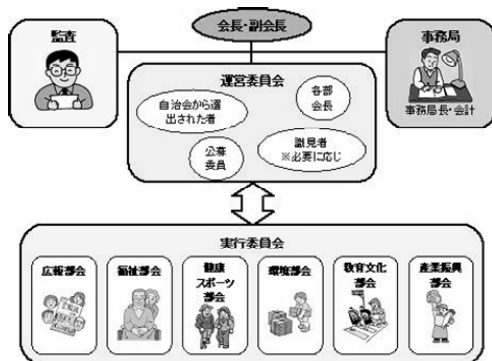 会長・副会長
監査
事務局
事務局長・会計
運営委員会
自治会から選
出された者
各部
会長
公募
委員
識見者
※必要に応じ
実行委員会
広報部会
福祉部会
健康
スポーツ
部会
環境部会
教育文化
部会
産業振興
部会